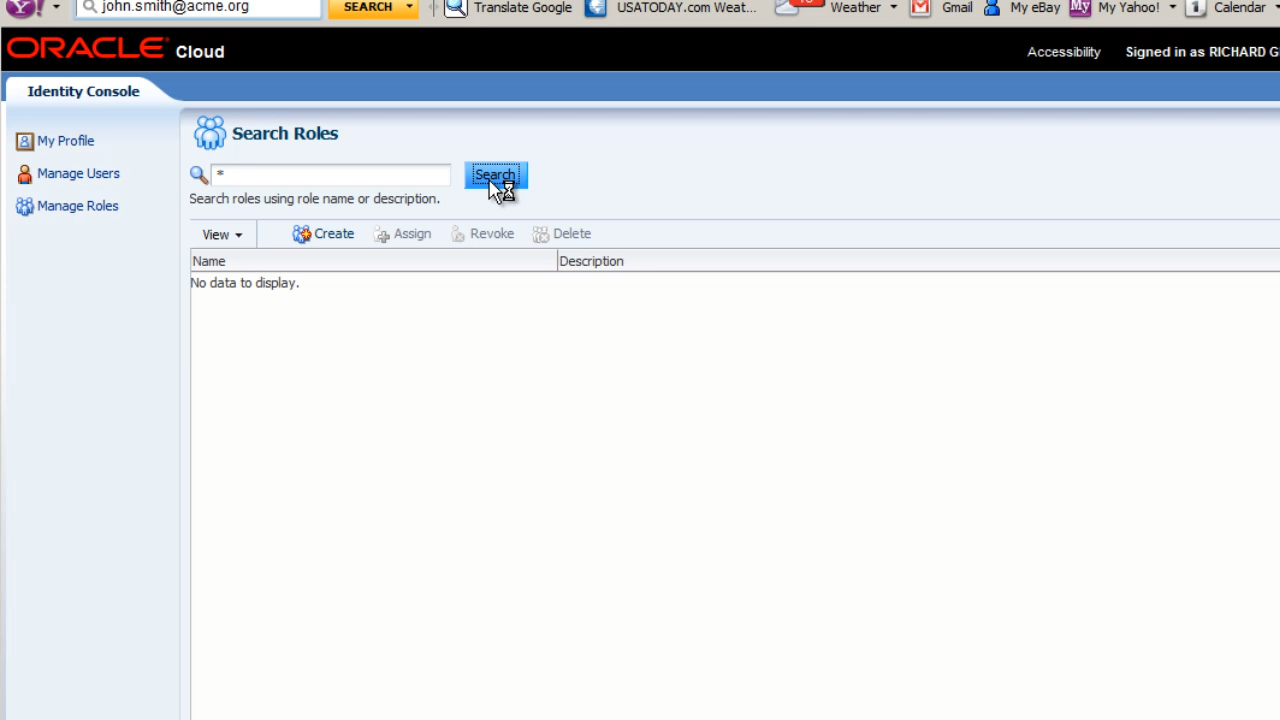 Y! john.smith@acme.org SEARCH Translate Google USATODAY.com Weat... Weather Gmail My eBay My My Yahoo! 1 Calendar
ORACLE Cloud Accessibility Signed in as RICHARD G
Identity Console
My Profile
Manage Users
Manage Roles
Search Roles
* Search
Search roles using role name or description.
View Create Assign Revoke Delete
Name Description
No data to display.